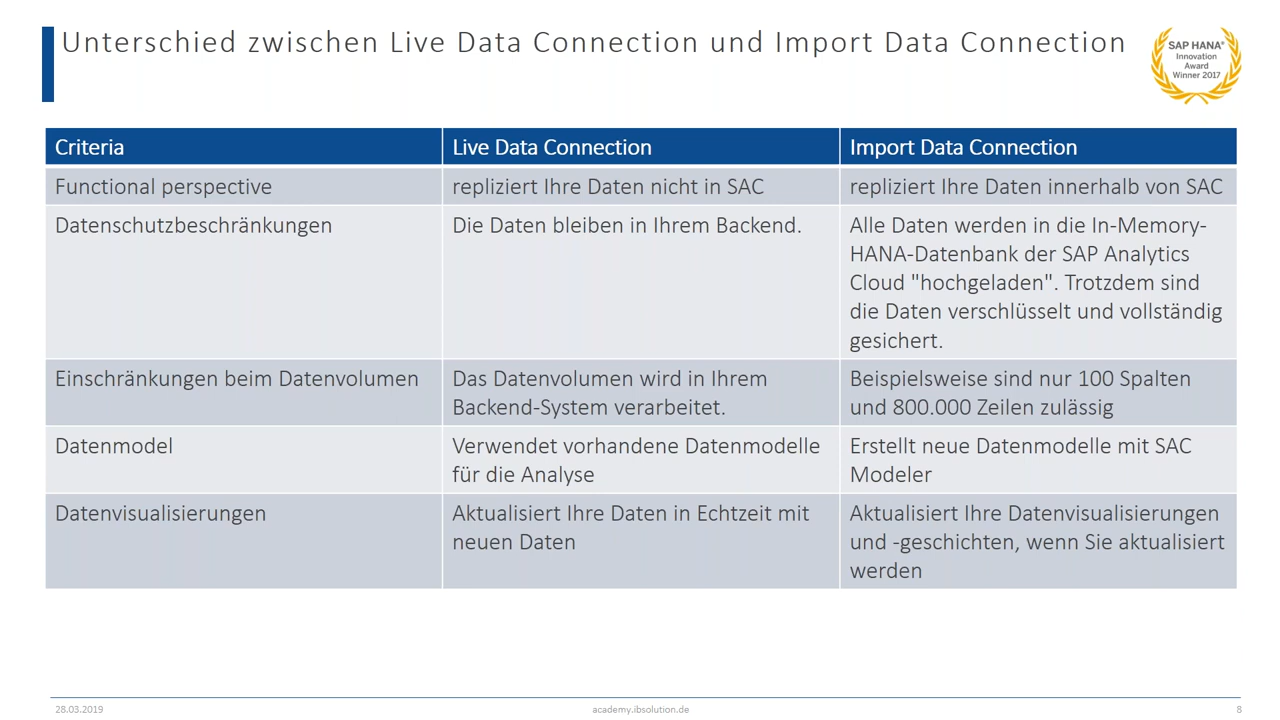 Unterschied zwischen Live Data Connection und Import Data Connection
SAP HANA®
Innovation
Award
Winner 2017
Criteria
Live Data Connection
Import Data Connection
Functional perspective
repliziert Ihre Daten nicht in SAC
repliziert Ihre Daten innerhalb von SAC
Datenschutzbeschränkungen
Die Daten bleiben in Ihrem Backend.
Alle Daten werden in die In-Memory-
HANA-Datenbank der SAP Analytics
Cloud "hochgeladen". Trotzdem sind
die Daten verschlüsselt und vollständig
gesichert.
Einschränkungen beim Datenvolumen
Das Datenvolumen wird in Ihrem
Backend-System verarbeitet.
Beispielsweise sind nur 100 Spalten
und 800.000 Zeilen zulässig
Datenmodel
Verwendet vorhandene Datenmodelle
für die Analyse
Erstellt neue Datenmodelle mit SAC
Modeler
Datenvisualisierungen
Aktualisiert Ihre Daten in Echtzeit mit
neuen Daten
Aktualisiert Ihre Datenvisualisierungen
und -geschichten, wenn Sie aktualisiert
werden
28.03.2019
academy.ibsolution.de
8